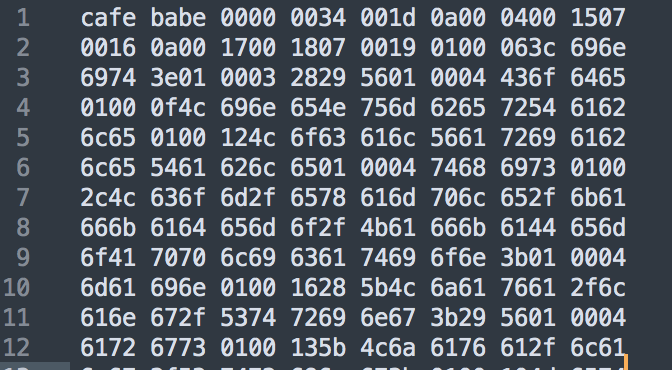 1 cafe babe 0000 0034 001d 0a00 0400 1507
2 0016 0a00 1700 1807 0019 0100 063c 696e
3 6974 3e01 0003 2829 5601 0004 436f 6465
4 0100 0f4c 696e 654e 756d 6265 7254 6162
5 6c65 0100 124c 6f63 616c 5661 7269 6162
6 6c65 5461 626c 6501 0004 7468 6973 0100
7 2c4c 636f 6d2f 6578 616d 706c 652f 6b61
8 666b 6164 656d 6f2f 4b61 666b 6144 656d
9 6f41 7070 6c69 6361 7469 6f6e 3b01 0004
10 6d61 696e 0100 1628 5b4c 6a61 7661 2f6c
11 616e 672f 5374 7269 6e67 3b29 5601 0004
12 6172 6773 0100 135b 4c6a 6176 612f 6c61